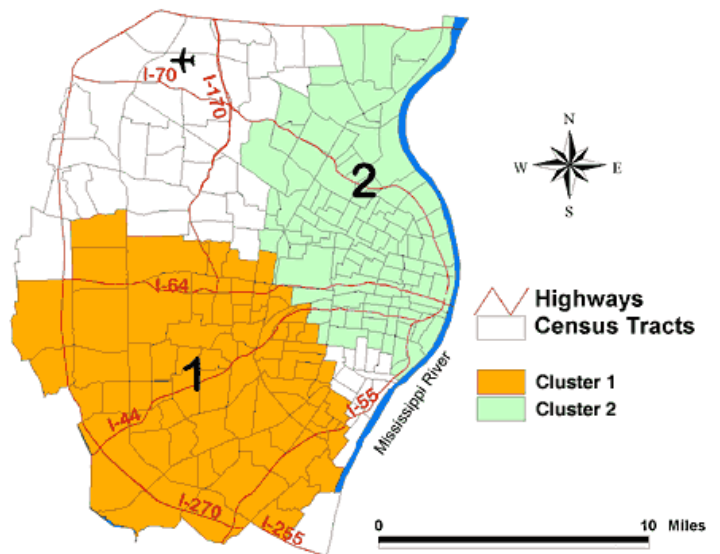 I-70
I-170
2
N
W E
S
I-64
Highways
Census Tracts
1
Cluster 1
Cluster 2
Mississippi River
I-55
I-44
I-270
I-255
0 10 Miles